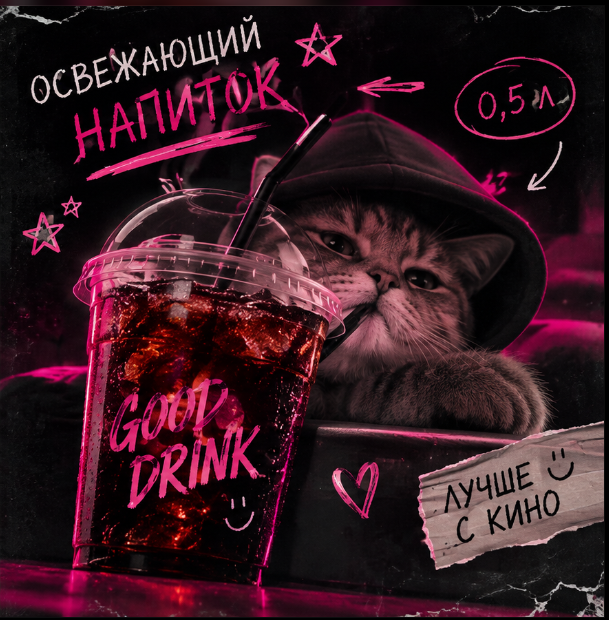 ОСВЕЖАЮЩИЙ
НАПИТОК
0,5 л
GOOD
DRINK
ЛУЧШЕ
С КИНО